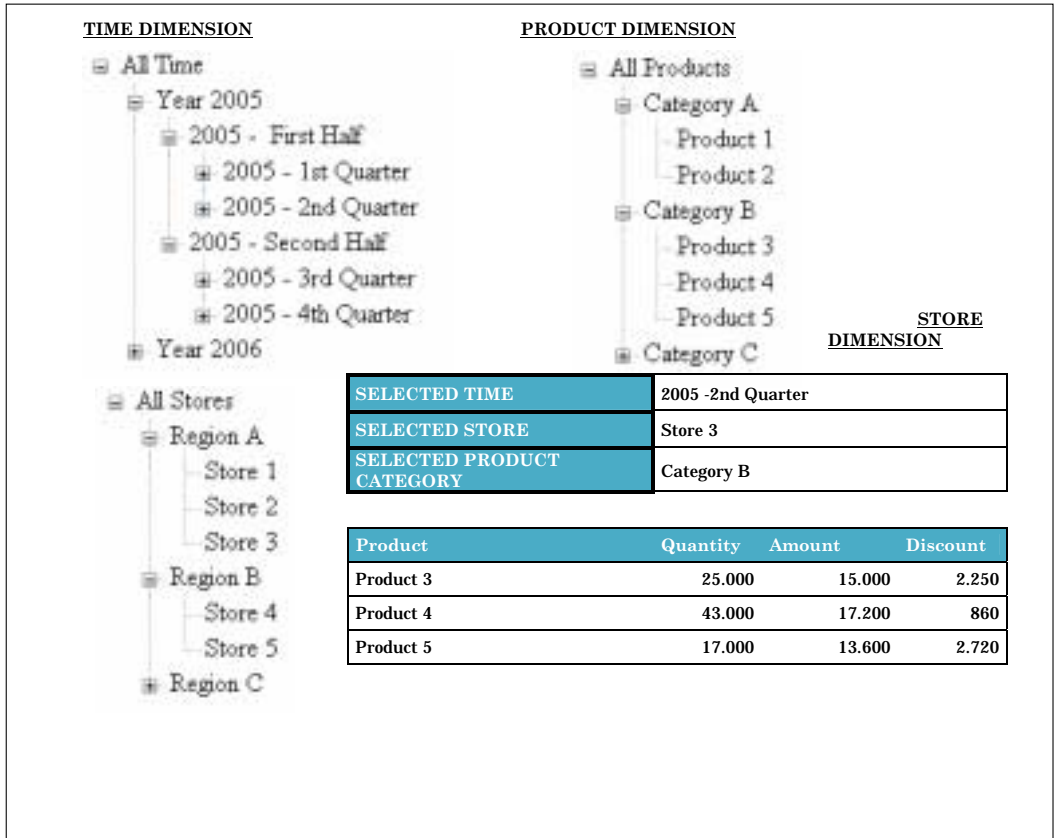 TIME DIMENSION
PRODUCT DIMENSION
All Time
Year 2005
2005 - First Half
2005 - 1st Quarter
2005 - 2nd Quarter
2005 - Second Half
2005 - 3rd Quarter
2005 - 4th Quarter
Year 2006
All Products
Category A
Product 1
Product 2
Category B
Product 3
Product 4
Product 5
Category C
STORE
DIMENSION
All Stores
Region A
Store 1
Store 2
Store 3
Region B
Store 4
Store 5
Region C
SELECTED TIME 2005 -2nd Quarter
SELECTED STORE Store 3
SELECTED PRODUCT
CATEGORY Category B
Product Quantity Amount Discount
Product 3 25.000 15.000 2.250
Product 4 43.000 17.200 860
Product 5 17.000 13.600 2.720